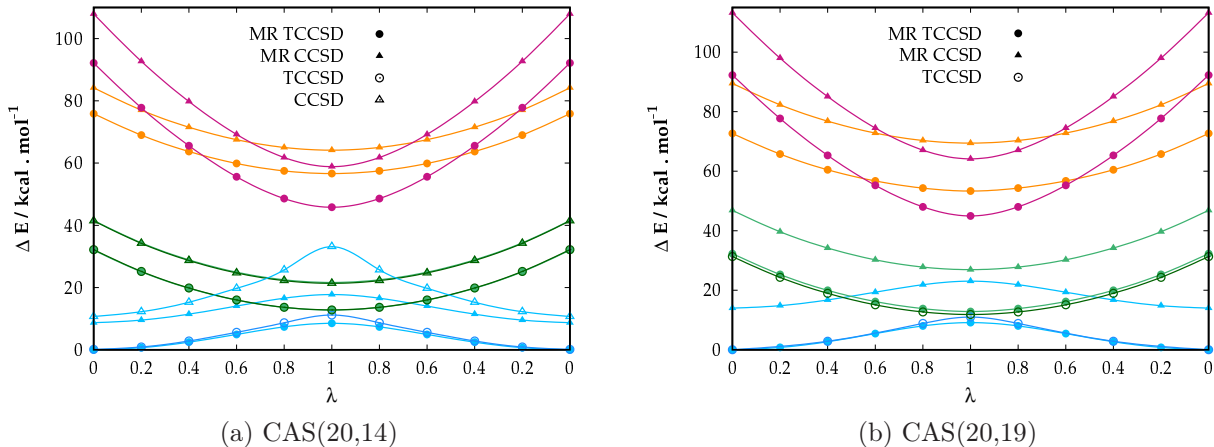 MR TCCSD
MR CCSD
TCCSD
CCSD
Δ E / kcal . mol⁻¹
100
80
60
40
20
0
0 0.2 0.4 0.6 0.8 1 0.8 0.6 0.4 0.2 0
λ
(a) CAS(20,14)
MR TCCSD
MR CCSD
TCCSD
Δ E / kcal . mol⁻¹
100
80
60
40
20
0
0 0.2 0.4 0.6 0.8 1 0.8 0.6 0.4 0.2 0
λ
(b) CAS(20,19)